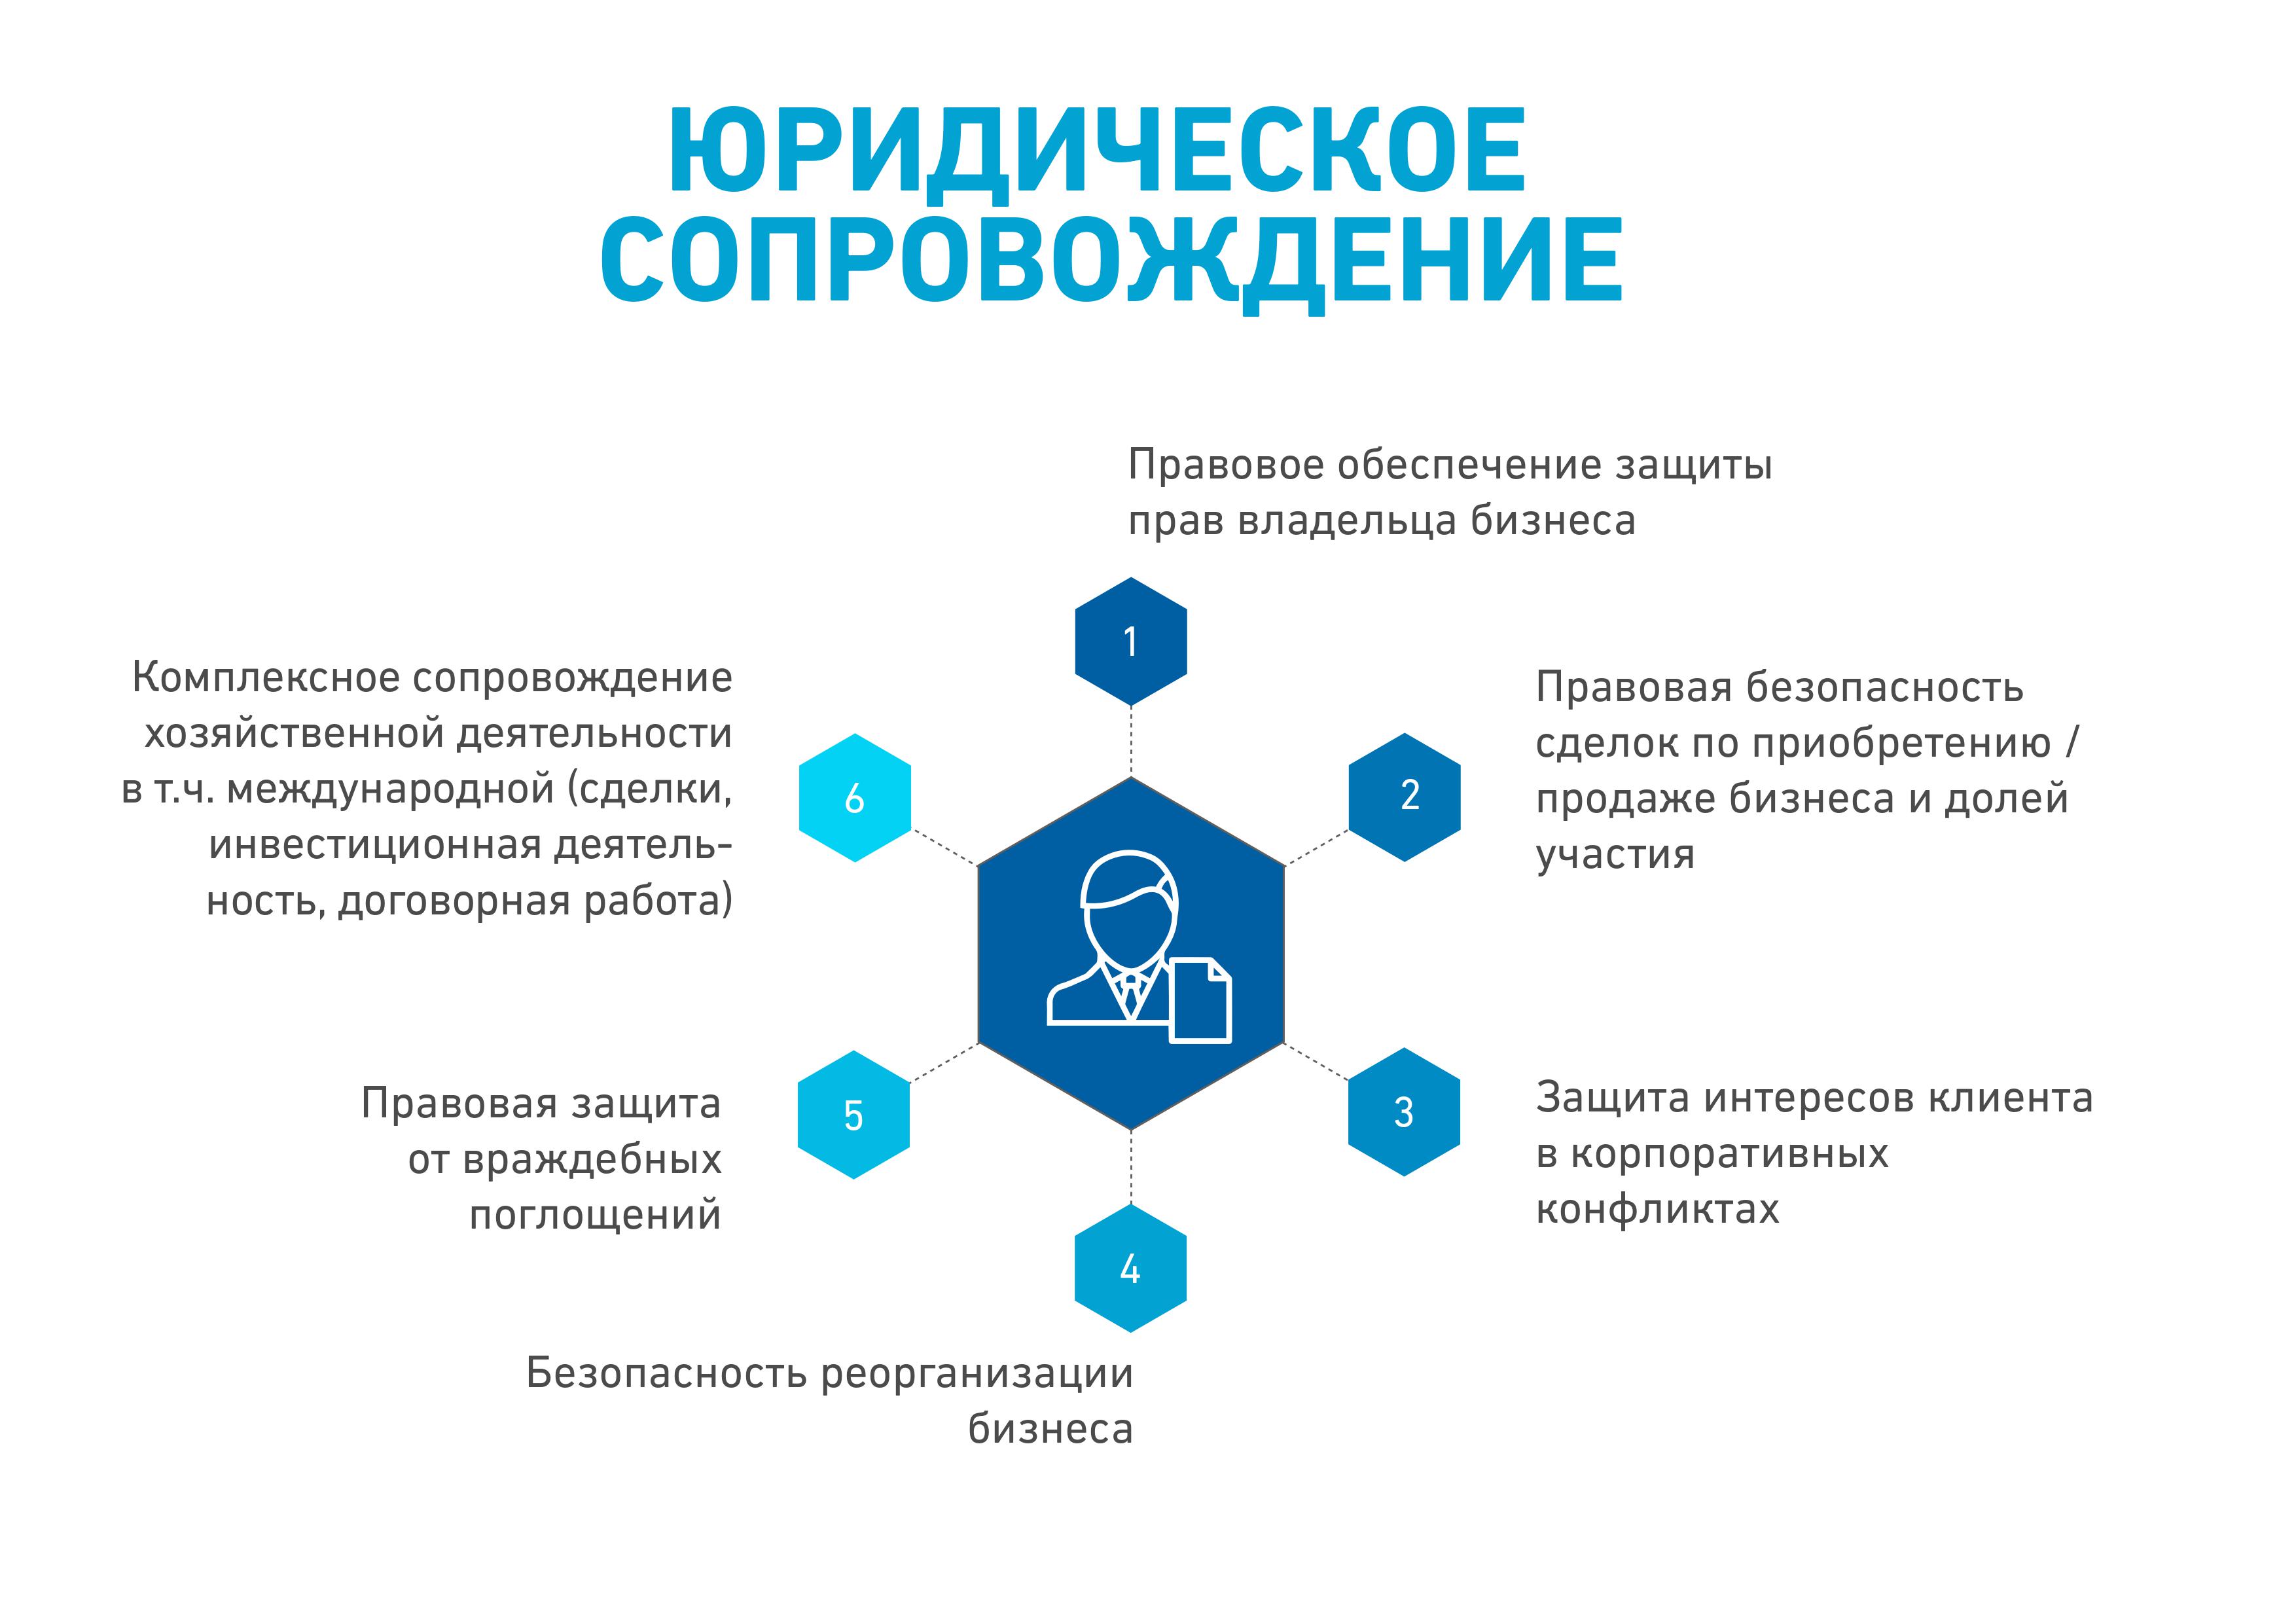 ЮРИДИЧЕСКОЕ
СОПРОВОЖДЕНИЕ
Правовое обеспечение защиты
прав владельца бизнеса
1
Правовая безопасность
сделок по приобретению /
продаже бизнеса и долей
участия
2
Защита интересов клиента
в корпоративных
конфликтах
3
4
Безопасность реорганизации
бизнеса
Правовая защита
от враждебных
поглощений
5
Комплексное сопровождение
хозяйственной деятельности
в т.ч. международной (сделки,
инвестиционная деятель-
ность, договорная работа)
6